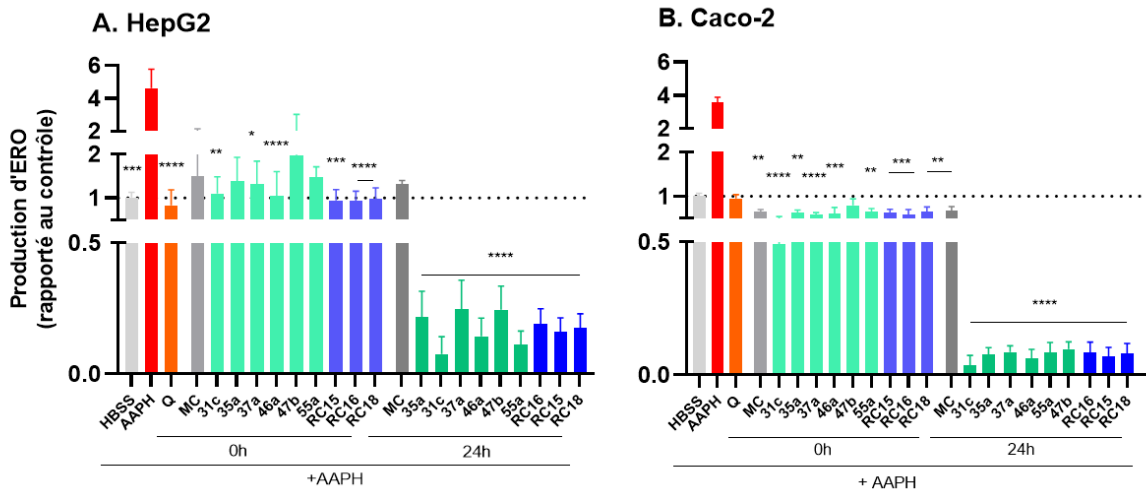 A. HepG2
B. Caco-2
Production d'ERO
(rapporté au contrôle)
6
4
2
2
1
0.5
0.0
***
****
**
*
****
***
****
****
HBSS
AAPH
Q
MC
31c
35a
37a
46a
47b
55a
RC15
RC16
RC18
MC
35a
31c
37a
46a
47b
55a
RC16
RC15
RC18
0h
24h
+AAPH
6
4
2
2
1
0.5
0.0
**
****
**
****
***
**
***
**
****
HBSS
AAPH
Q
MC
31c
35a
37a
46a
47b
55a
RC15
RC16
RC18
MC
31c
35a
37a
46a
55a
47b
RC16
RC15
RC18
0h
24h
+ AAPH